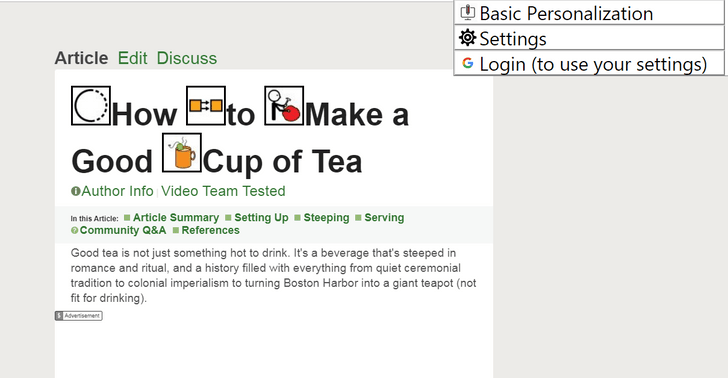 Basic Personalization
Settings
Login (to use your settings)
Article Edit Discuss
How to Make a
Good Cup of Tea
Author Info Video Team Tested
In this Article: Article Summary Setting Up Steeping Serving
Community Q&A References
Good tea is not just something hot to drink. It's a beverage that's steeped in
romance and ritual, and a history filled with everything from quiet ceremonial
tradition to colonial imperialism to turning Boston Harbor into a giant teapot (not
fit for drinking).
Advertisement